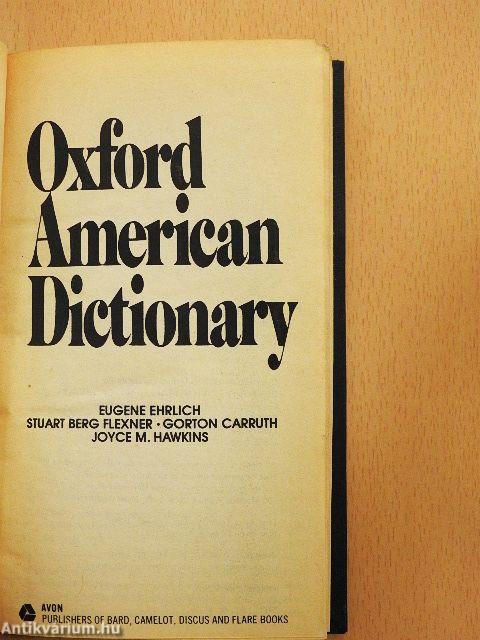 Oxford
American
Dictionary
EUGENE EHRLICH
STUART BERG FLEXNER • GORTON CARRUTH
JOYCE M. HAWKINS
AVON
PUBLISHERS OF BARD, CAMELOT, DISCUS AND FLARE BOOKS
Antikvarium.hu